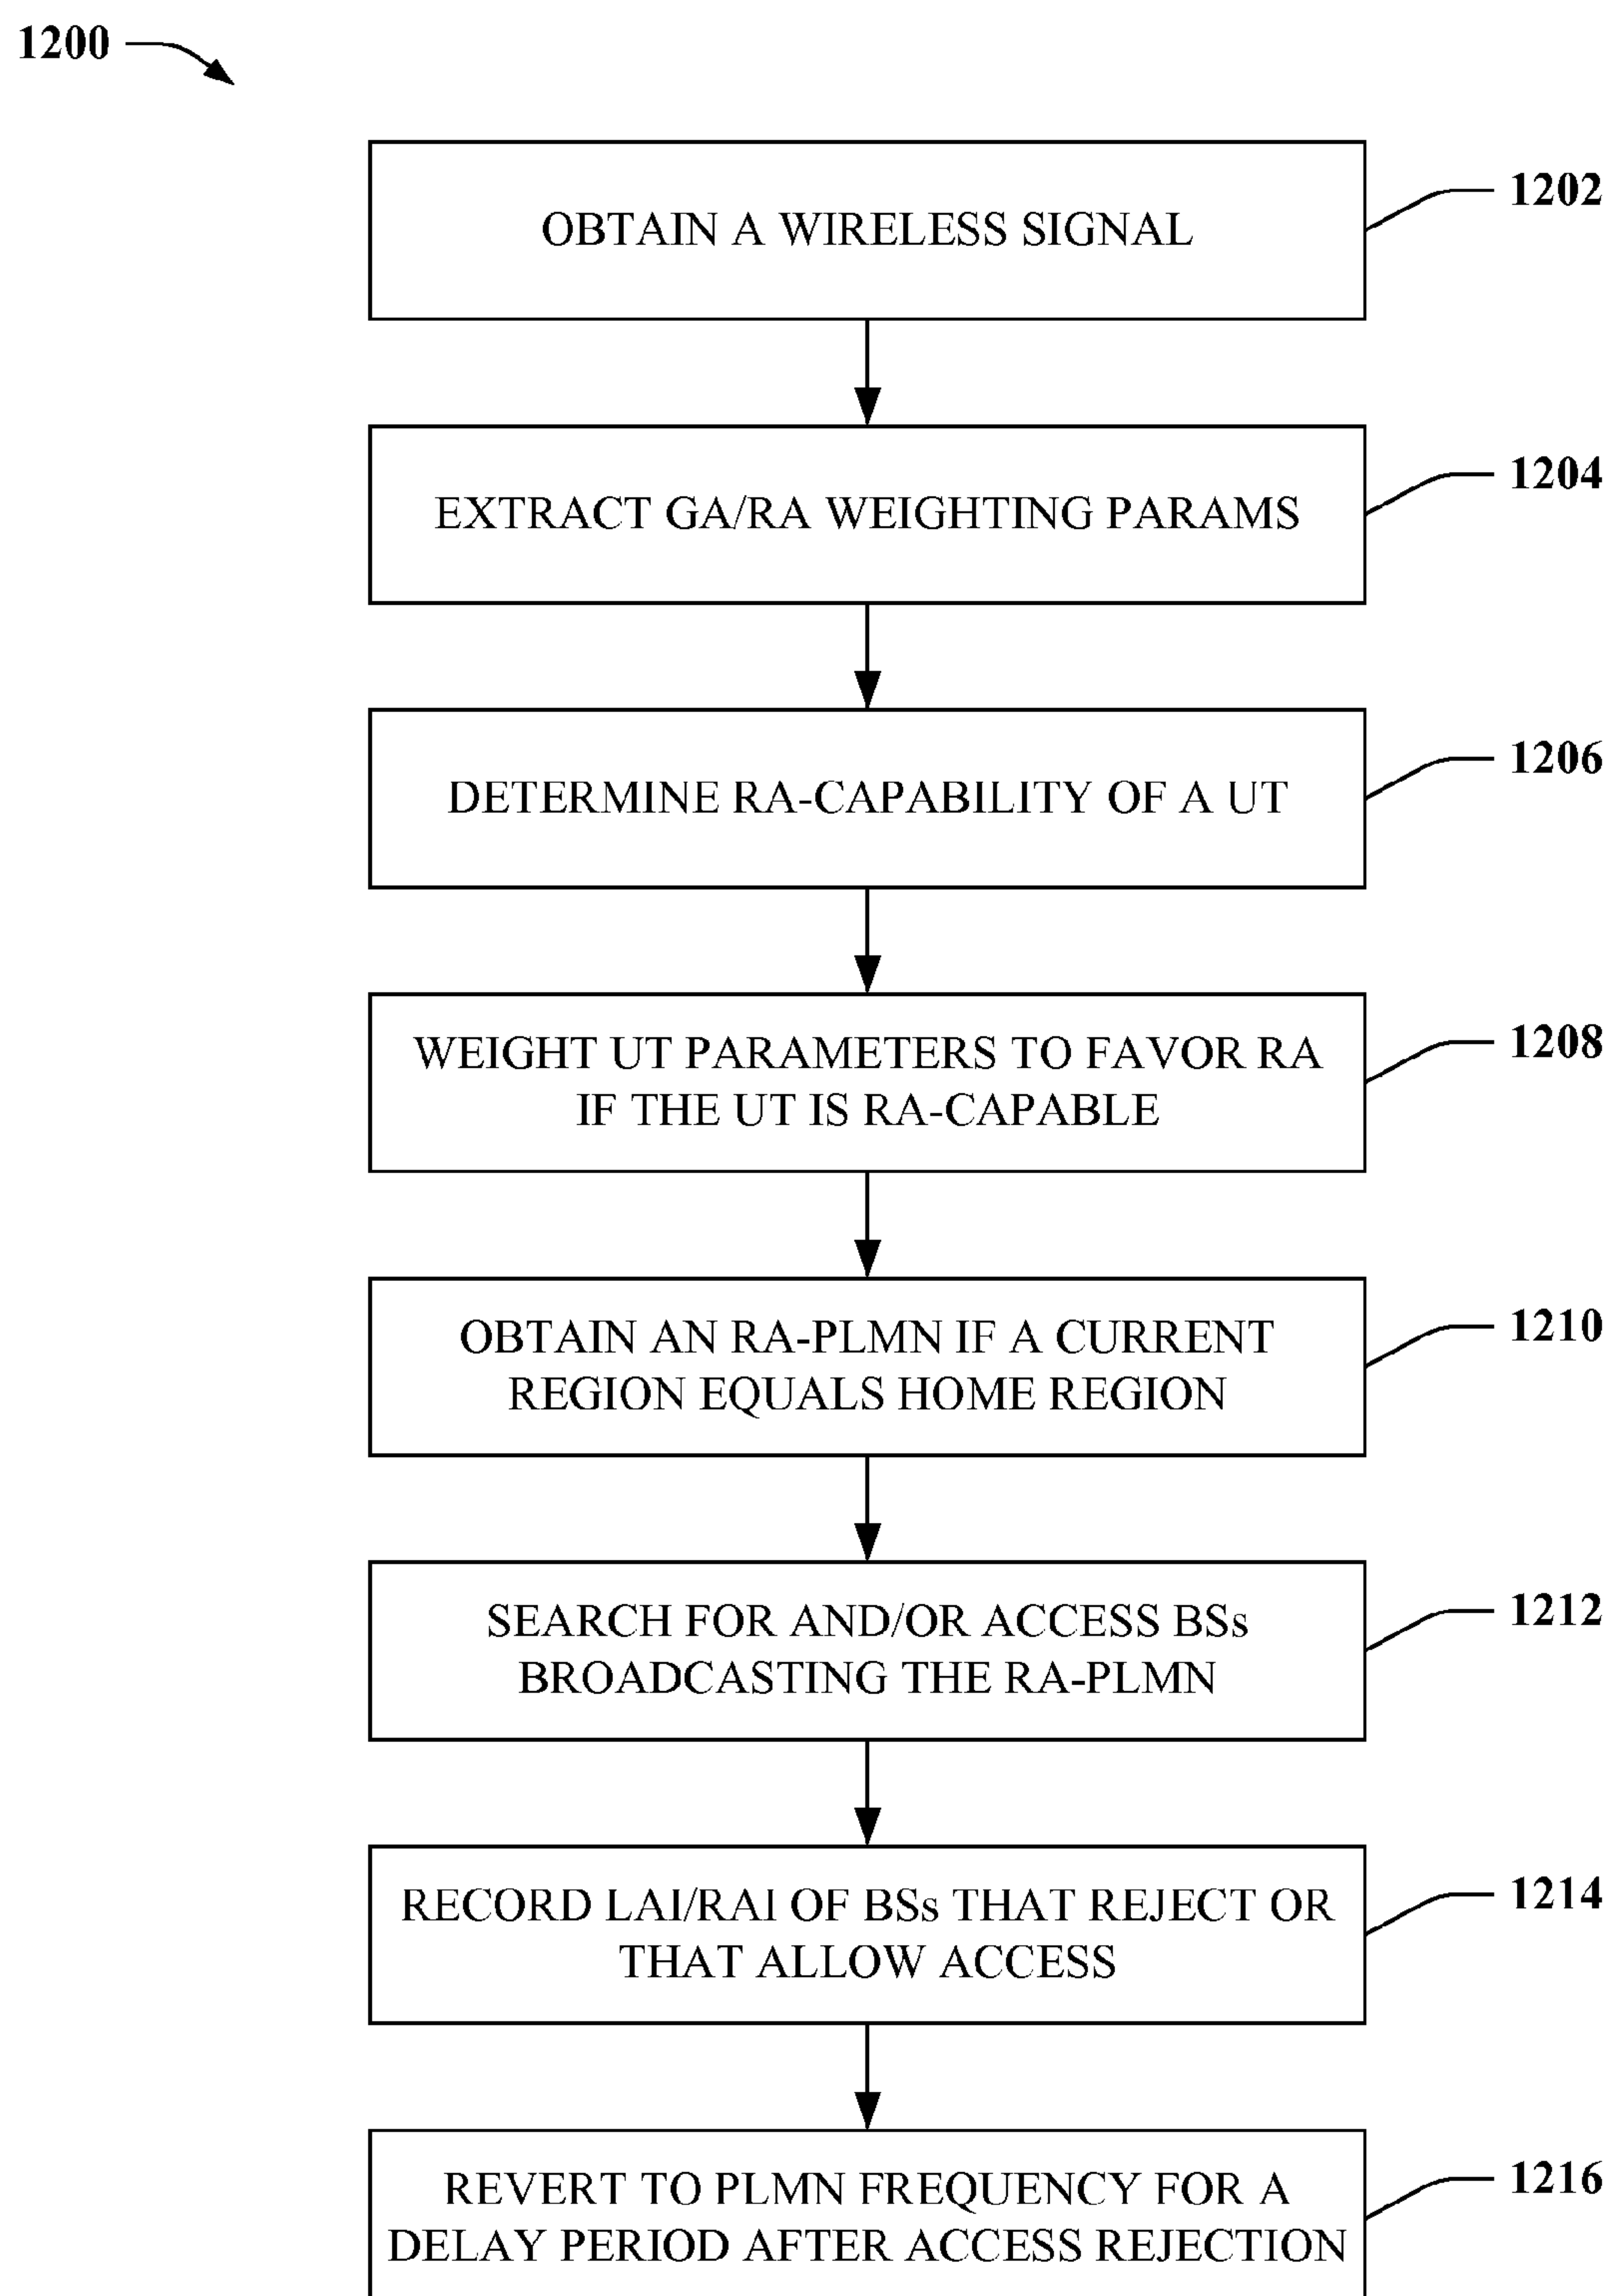 1200
OBTAIN A WIRELESS SIGNAL
1202
EXTRACT GA/RA WEIGHTING PARAMS
1204
DETERMINE RA-CAPABILITY OF A UT
1206
WEIGHT UT PARAMETERS TO FAVOR RA
IF THE UT IS RA-CAPABLE
1208
OBTAIN AN RA-PLMN IF A CURRENT
REGION EQUALS HOME REGION
1210
SEARCH FOR AND/OR ACCESS BSs
BROADCASTING THE RA-PLMN
1212
RECORD LAI/RAI OF BSs THAT REJECT OR
THAT ALLOW ACCESS
1214
REVERT TO PLMN FREQUENCY FOR A
DELAY PERIOD AFTER ACCESS REJECTION
1216